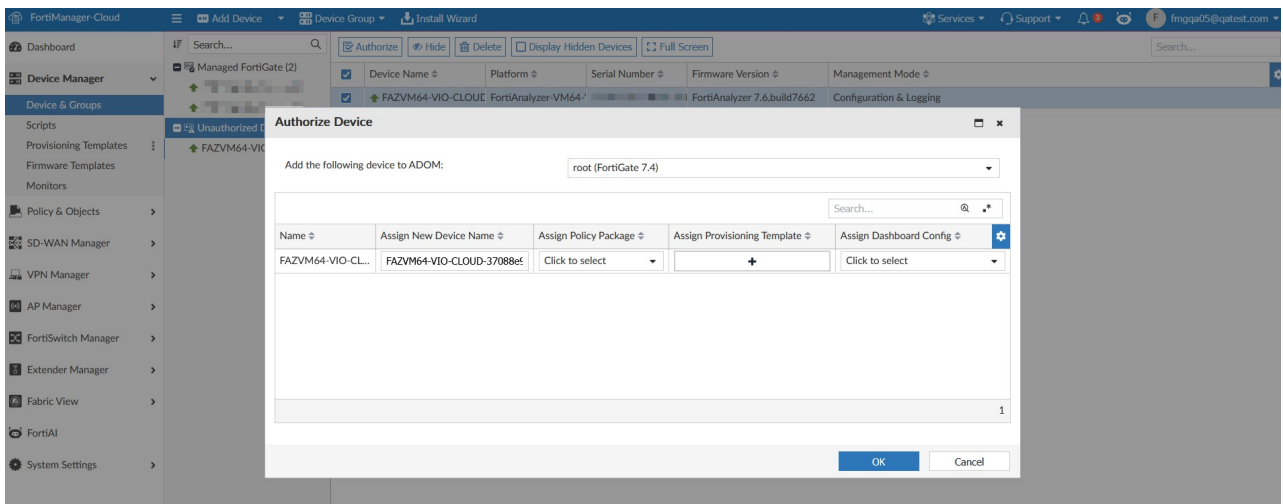 FortiManager-Cloud
Add Device
Device Group
Install Wizard
Services
Support
3
F
fmgqa05@qatest.com
Dashboard
Search...
Authorize
Hide
Delete
Display Hidden Devices
Full Screen
Search...
Device Manager
Managed FortiGate (2)
Device Name
Platform
Serial Number
Firmware Version
Management Mode
Device & Groups
FAZVM64-VIO-CLOUD
FortiAnalyzer-VM64-
FortiAnalyzer 7.6,build7662
Configuration & Logging
Scripts
Unauthorized D
Provisioning Templates
FAZVM64-VIO
Firmware Templates
Monitors
Policy & Objects
SD-WAN Manager
VPN Manager
AP Manager
FortiSwitch Manager
Extender Manager
Fabric View
FortiAI
System Settings
Authorize Device
Add the following device to ADOM:
root (FortiGate 7.4)
Search...
Name
Assign New Device Name
Assign Policy Package
Assign Provisioning Template
Assign Dashboard Config
FAZVM64-VIO-CL...
FAZVM64-VIO-CLOUD-37088e9
Click to select
+
Click to select
1
OK
Cancel